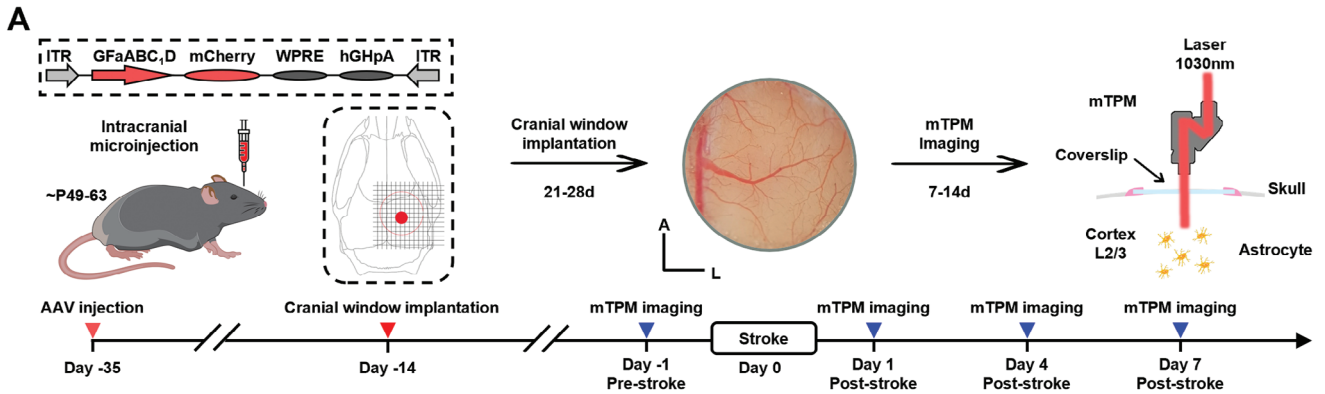 A
ITR GFaABC₁D mCherry WPRE hGHpA ITR
Intracranial
microinjection
~P49-63
Cranial window
implantation
21-28d
A
L
mTPM
Imaging
7-14d
Laser
1030nm
mTPM
Coverslip
Skull
Cortex
L2/3
Astrocyte
AAV injection
Cranial window implantation
mTPM imaging
mTPM imaging
mTPM imaging
mTPM imaging
Stroke
Day -35
Day -14
Day -1
Pre-stroke
Day 0
Day 1
Post-stroke
Day 4
Post-stroke
Day 7
Post-stroke